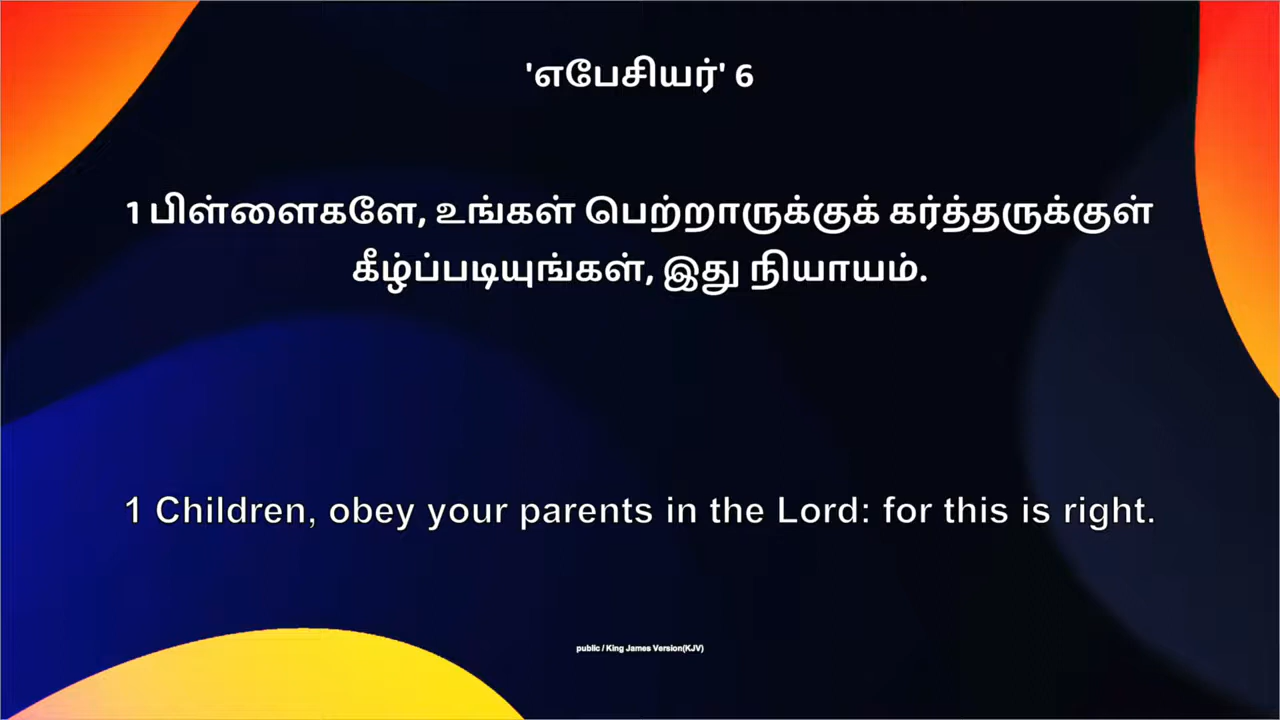 'எபேசியர்' 6
1 பிள்ளைகளே, உங்கள் பெற்றாருக்குக் கர்த்தருக்குள்
கீழ்ப்படியுங்கள், இது நியாயம்.
1 Children, obey your parents in the Lord: for this is right.
public / King James Version(KJV)